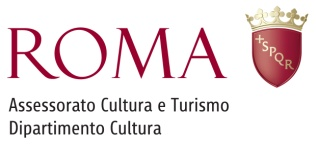 ROMA
+SPQR
Assessorato Cultura e Turismo
Dipartimento Cultura